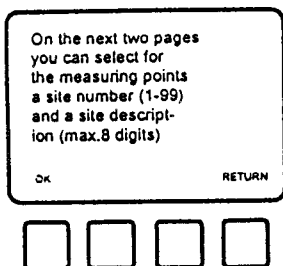 On the next two pages
you can select for
the measuring points
a site number (1-99)
and a site descript-
ion (max.8 digits)
OK RETURN